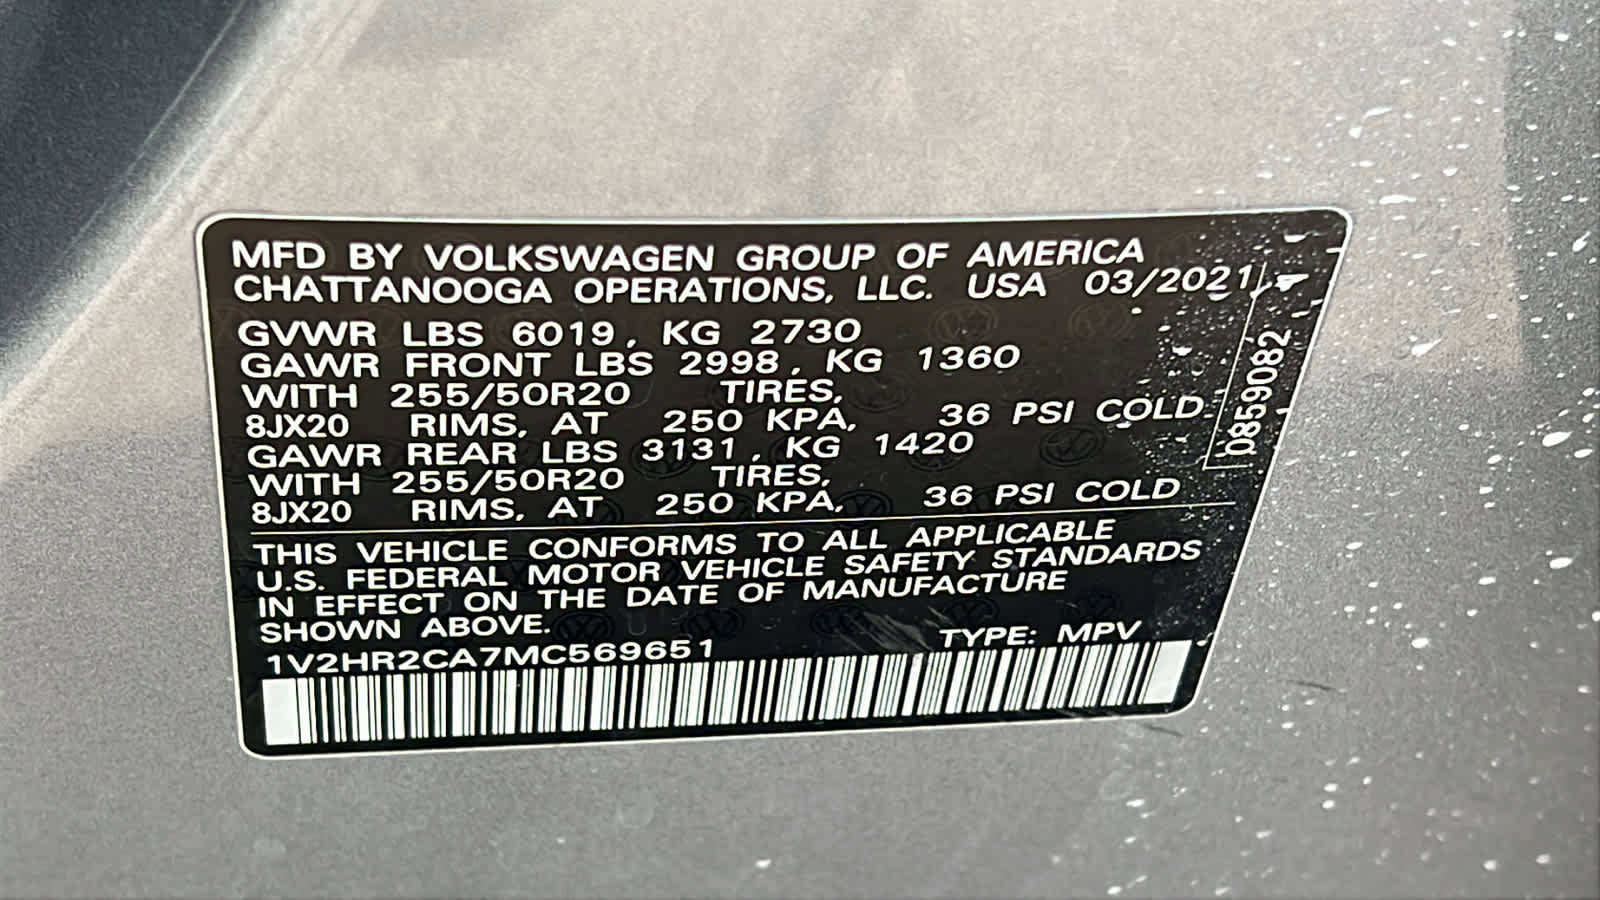 MFD BY VOLKSWAGEN GROUP OF AMERICA
CHATTANOOGA OPERATIONS, LLC. USA 03/2021
GVWR LBS 6019, KG 2730
GAWR FRONT LBS 2998, KG 1360
WITH 255/50R20 TIRES,
8JX20 RIMS, AT 250 KPA, 36 PSI COLD
GAWR REAR LBS 3131, KG 1420
WITH 255/50R20 TIRES,
8JX20 RIMS, AT 250 KPA, 36 PSI COLD
THIS VEHICLE CONFORMS TO ALL APPLICABLE
U.S. FEDERAL MOTOR VEHICLE SAFETY STANDARDS
IN EFFECT ON THE DATE OF MANUFACTURE
SHOWN ABOVE.
1V2HR2CA7MC569651 TYPE: MPV
0859082